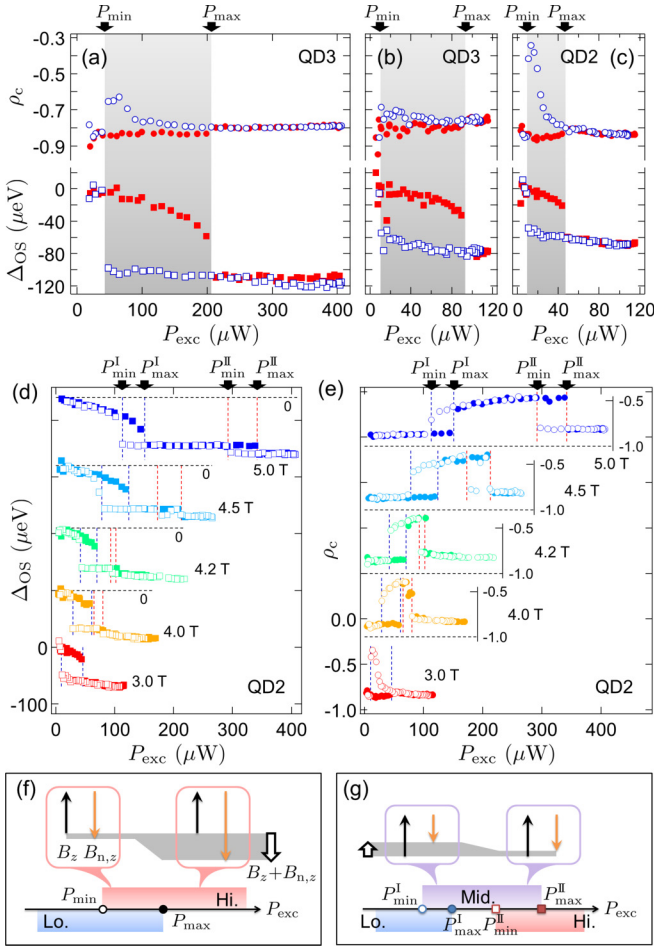 P_min P_max P_min P_max P_min P_max
(a) QD3 (b) QD3 QD2 (c)
ρ_c
-0.3
-0.5
-0.7
-0.9
Δ_OS (μeV)
0
-40
-80
-120
0 100 200 300 400
0 40 80 120
0 40 80 120
P_exc (μW) P_exc (μW) P_exc (μW)
P^I_min P^I_max P^II_min P^II_max
(d)
0
5.0 T
0
4.5 T
0
4.2 T
0
4.0 T
0
3.0 T
-100
QD2
Δ_OS (μeV)
0 100 200 300 400
P_exc (μW)
P^I_min P^I_max P^II_min P^II_max
(e)
-0.5
-1.0
5.0 T
-0.5
-1.0
4.5 T
-0.5
-1.0
4.2 T
-0.5
-1.0
4.0 T
0.0
-0.5
-1.0
3.0 T
QD2
ρ_c
0 100 200 300 400
P_exc (μW)
(f)
B_z B_n,z
B_z+B_n,z
P_min
Hi.
P_exc
Lo.
P_max
(g)
P^I_min
Mid.
P^II_max
P_exc
Lo.
P^I_max P^II_min
Hi.